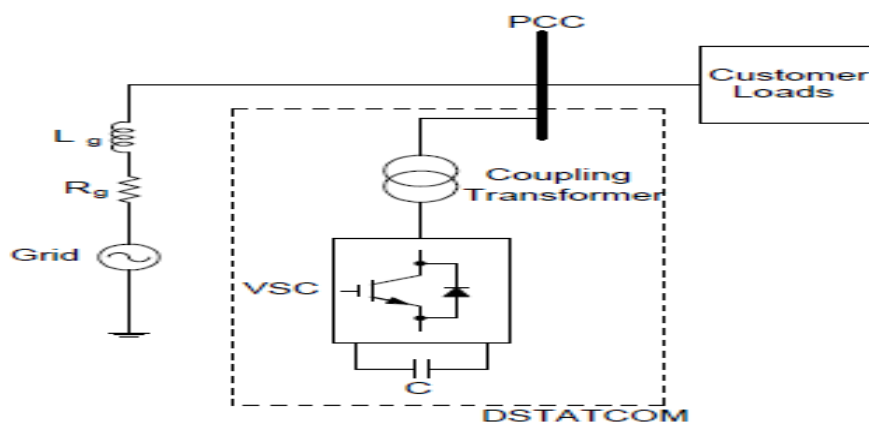 PCC
Customer
Loads
L g
Rg
Coupling
Transformer
Grid
VSC
C
DSTATCOM